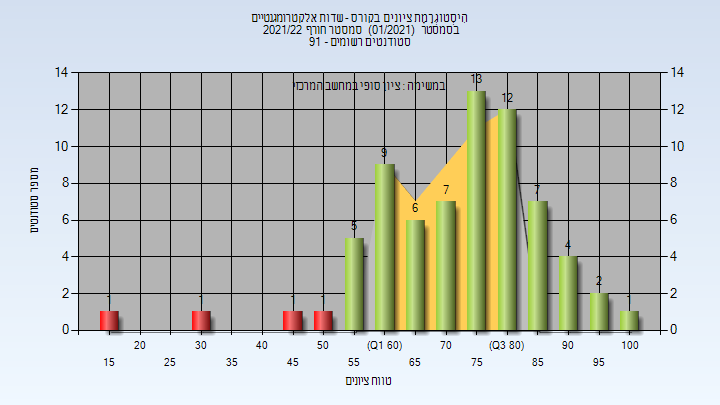 היסטוגרמת ציונים בקורס - שדות אלקטרומגנטיים
בסמסטר (01/2021) סמסטר חורף 2021/22
סטודנטים רשומים - 91
במשימה : ציון סופי במחשב המרכזי
מספר סטודנטים
14 12 10 8 6 4 2 0
14 12 10 8 6 4 2 0
1 1 1 1 5 9 6 7 13 12 7 4 2 1
20 30 40 50 (Q1 60) 70 (Q3 80) 90 100
15 25 35 45 55 65 75 85 95
טווח ציונים